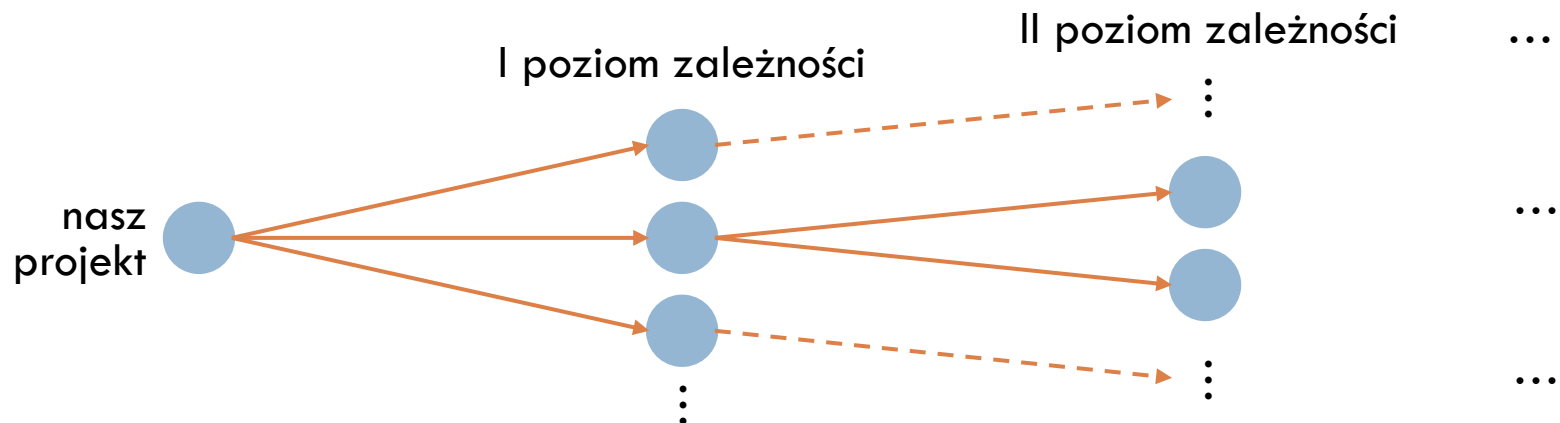 II poziom zależności
...
I poziom zależności
⋮
nasz
projekt
...
⋮
...
⋮